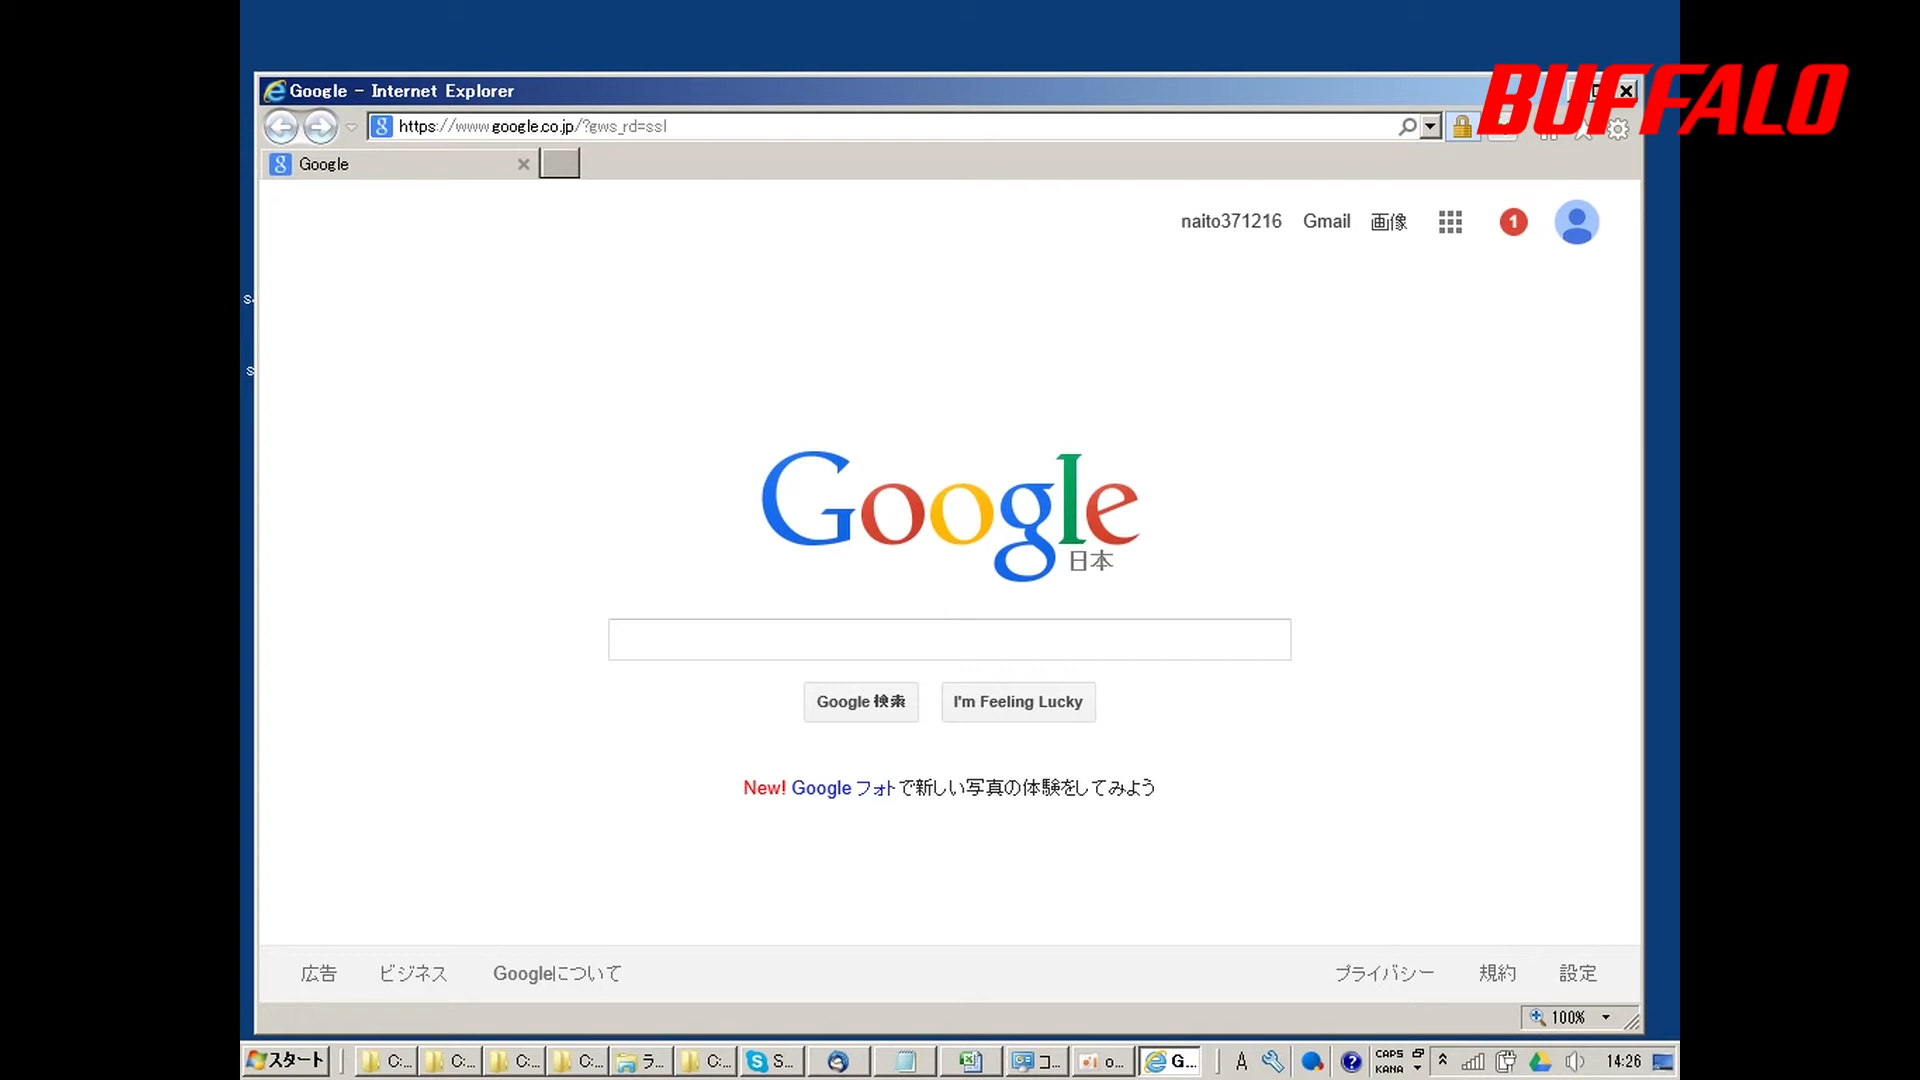 BUFFALO
Google - Internet Explorer
https://www.google.co.jp/?gws_rd=ssl
Google
naito371216 Gmail 画像 1
Google
日本
Google 検索 I'm Feeling Lucky
New! Google フォトで新しい写真の体験をしてみよう
広告 ビジネス Googleについて プライバシー 規約 設定
100%
スタート C:... C:... C:... C:... ラ... C:... S... コ... o... G... A CAPS KANA 14:26